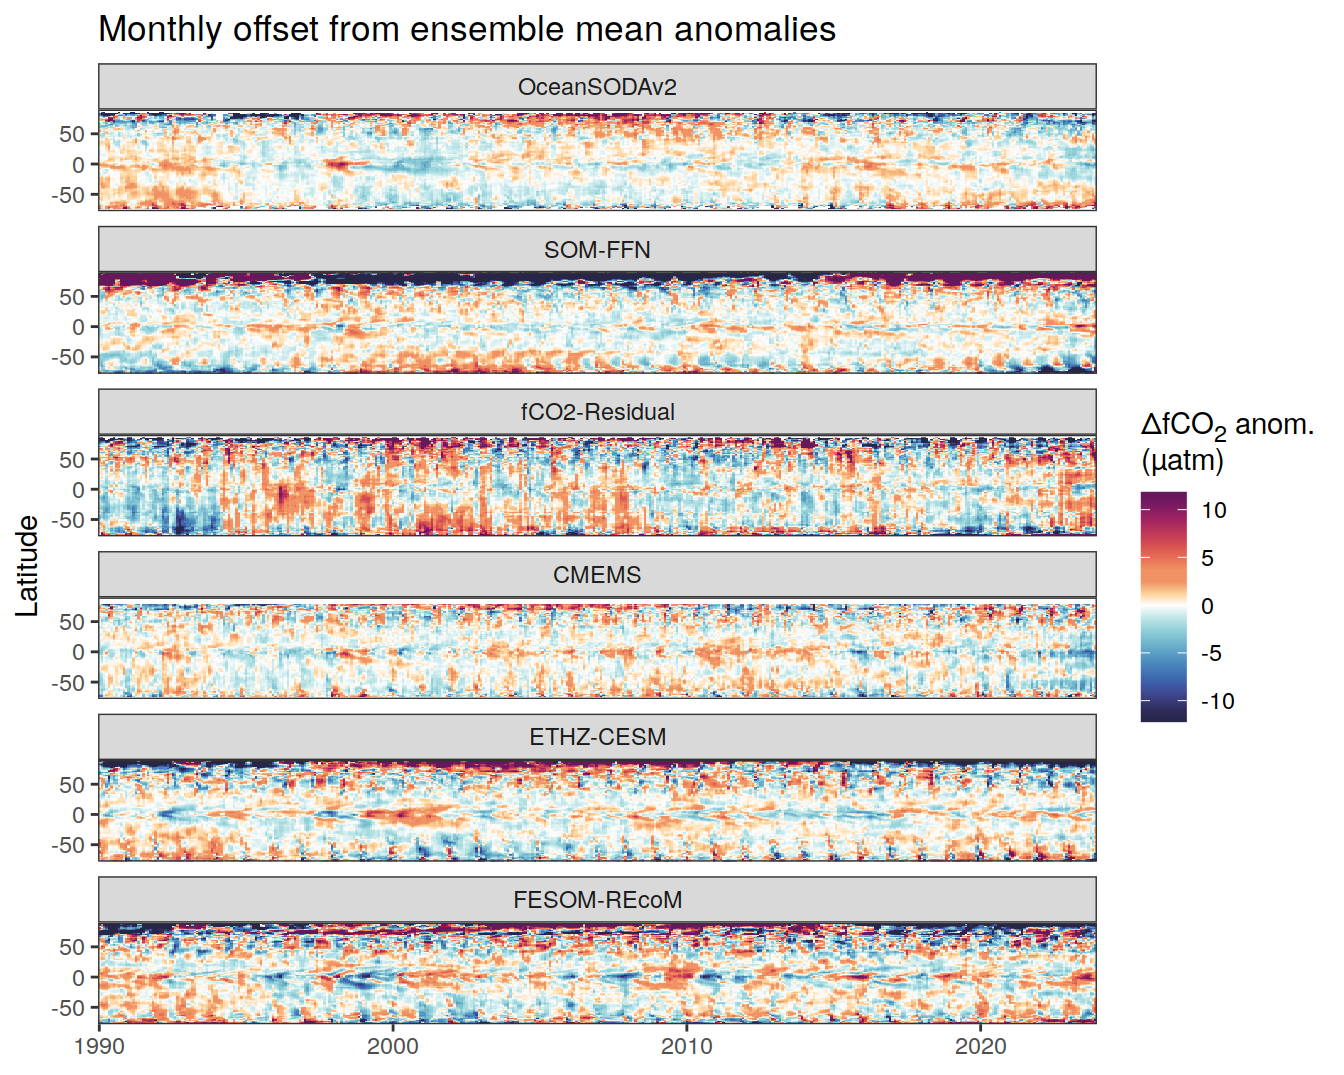 Monthly offset from ensemble mean anomalies
OceanSODAv2
50
0
-50
SOM-FFN
50
0
-50
fCO2-Residual
50
0
-50
CMEMS
50
0
-50
ETHZ-CESM
50
0
-50
FESOM-REcoM
50
0
-50
1990 2000 2010 2020
Latitude
ΔfCO₂ anom.
(µatm)
10
5
0
-5
-10